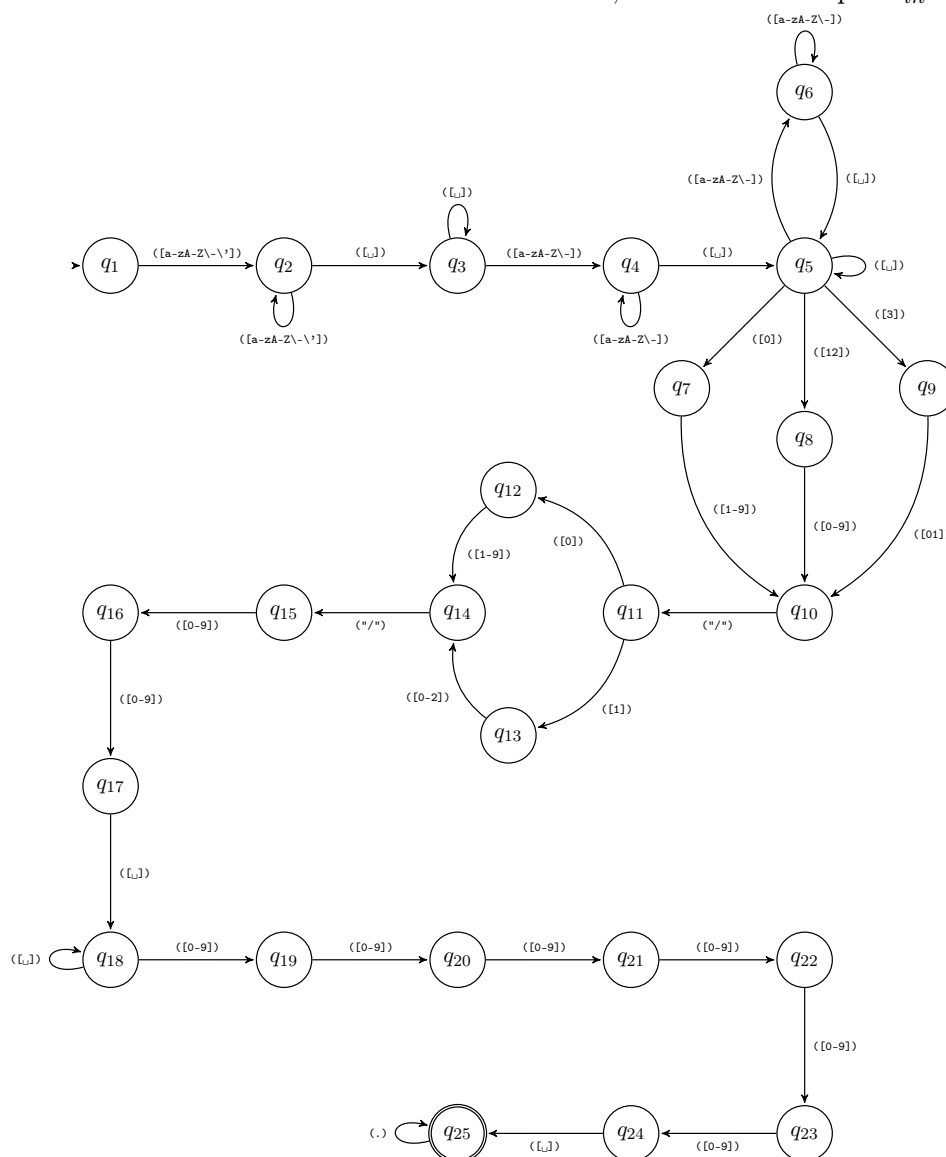 ([a-zA-Z\-])
q6
([a-zA-Z\-])
([␣])
([␣])
q1
([a-zA-Z\-\'])
q2
([␣])
q3
([a-zA-Z\-])
q4
([␣])
q5
([␣])
([a-zA-Z\-\'])
([a-zA-Z\-])
([0])
([12])
([3])
q7
q8
q9
q12
([1-9])
([0])
([1-9])
([0-9])
([01]
q16
([0-9])
q15
("/")
q14
q11
("/")
q10
([0-9])
([0-2])
([1])
q13
q17
([␣])
([␣])
q18
([0-9])
q19
([0-9])
q20
([0-9])
q21
([0-9])
q22
([0-9])
(.)
q25
([␣])
q24
([0-9])
q23